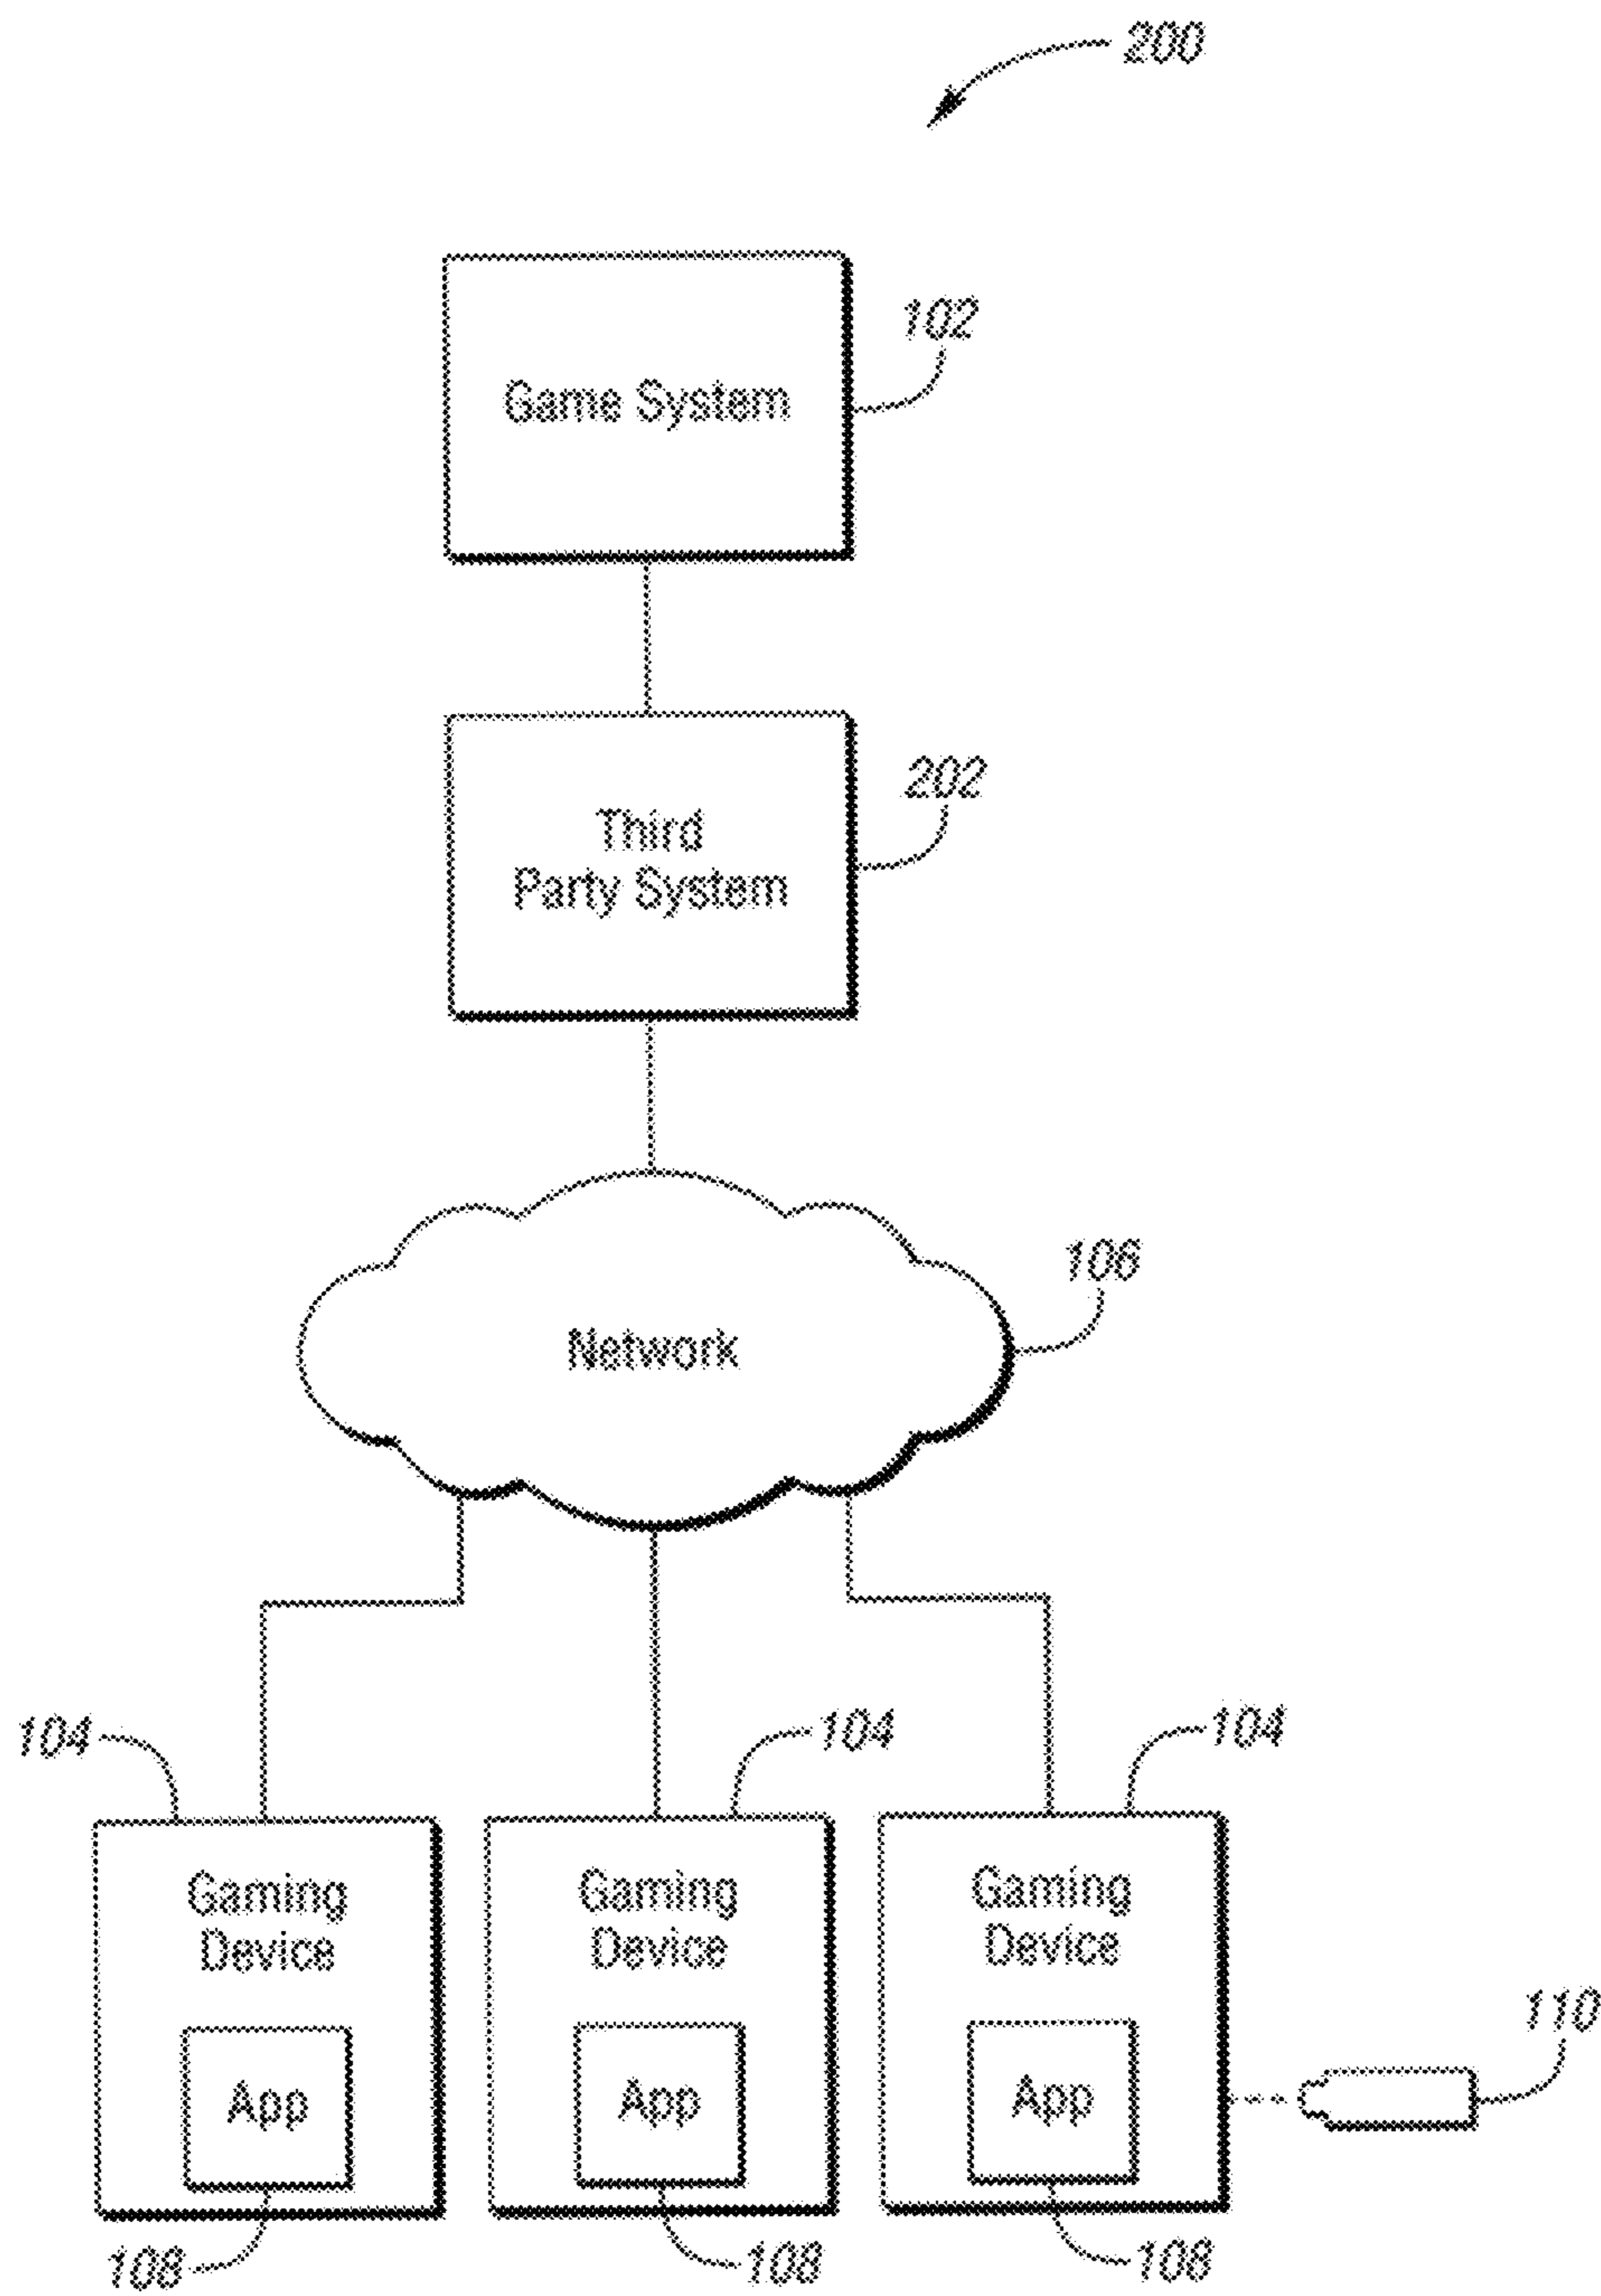 200
102
Game System
202
Third
Party System
106
Network
104
104
104
Gaming
Device
Gaming
Device
Gaming
Device
110
App
App
App
108
108
108